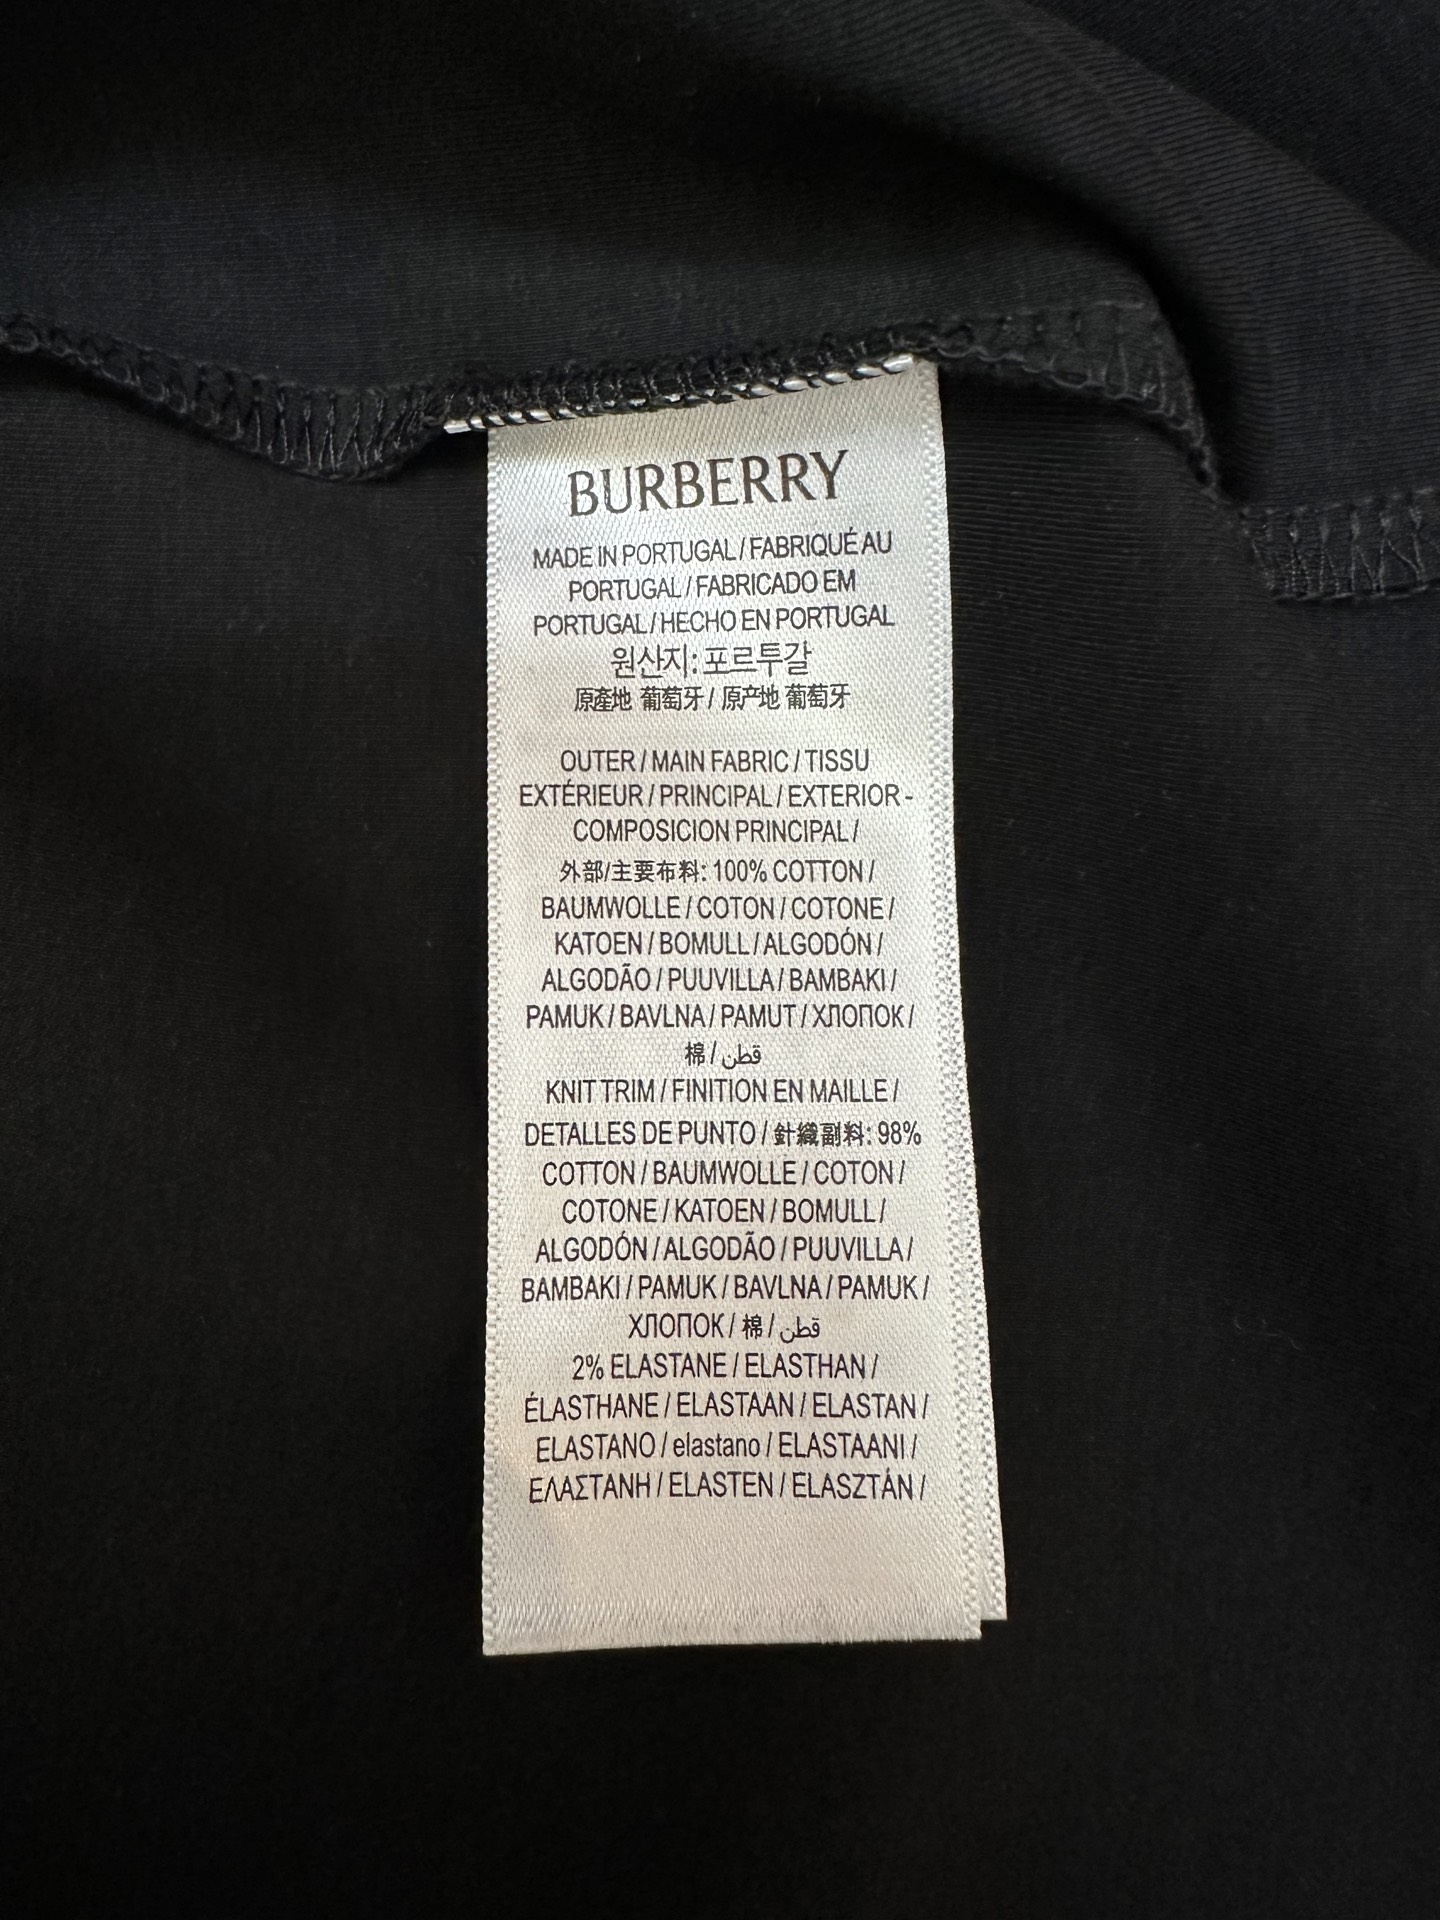 BURBERRY
MADE IN PORTUGAL / FABRIQUÉ AU
PORTUGAL / FABRICADO EM
PORTUGAL / HECHO EN PORTUGAL
원산지: 포르투갈
原產地 葡萄牙 / 原产地 葡萄牙
OUTER / MAIN FABRIC / TISSU
EXTÉRIEUR / PRINCIPAL / EXTERIOR -
COMPOSICION PRINCIPAL /
外部/主要布料: 100% COTTON /
BAUMWOLLE / COTON / COTONE /
KATOEN / BOMULL / ALGODÓN /
ALGODÃO / PUUVILLA / BAMBAKI /
PAMUK / BAVLNA / PAMUT / ХЛОПОК /
棉 / قطن
KNIT TRIM / FINITION EN MAILLE /
DETALLES DE PUNTO / 針織副料: 98%
COTTON / BAUMWOLLE / COTON /
COTONE / KATOEN / BOMULL /
ALGODÓN / ALGODÃO / PUUVILLA /
BAMBAKI / PAMUK / BAVLNA / PAMUK /
ХЛОПОК / 棉 / قطن
2% ELASTANE / ELASTHAN /
ÉLASTHANE / ELASTAAN / ELASTAN /
ELASTANO / elastano / ELASTAANI /
ΕΛΑΣΤΑΝΗ / ELASTEN / ELASZTÁN /